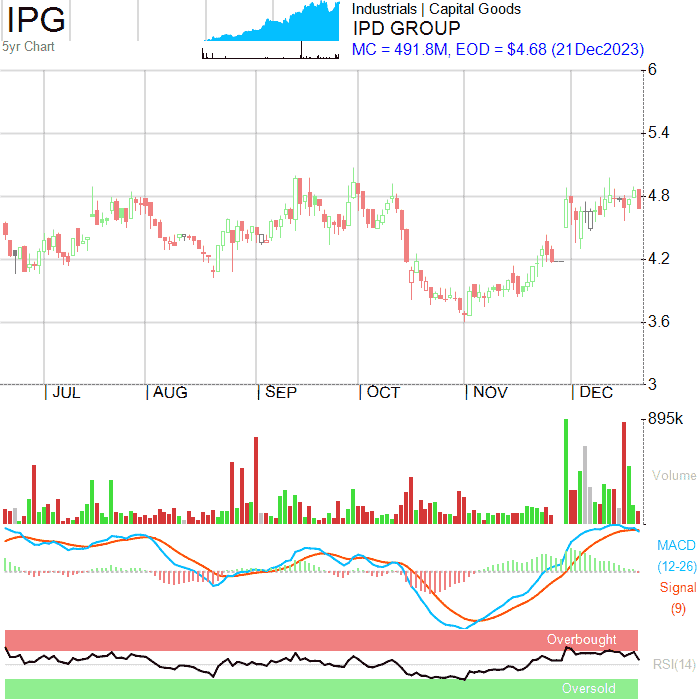 IPG
5yr Chart
Industrials | Capital Goods
IPD GROUP
MC = 491.8M, EOD = $4.68 (21Dec2023)
6
5.4
4.8
4.2
3.6
3
| JUL
| AUG
| SEP
| OCT
| NOV
| DEC
895k
Volume
MACD
(12-26)
Signal
(9)
Overbought
RSI(14)
Oversold